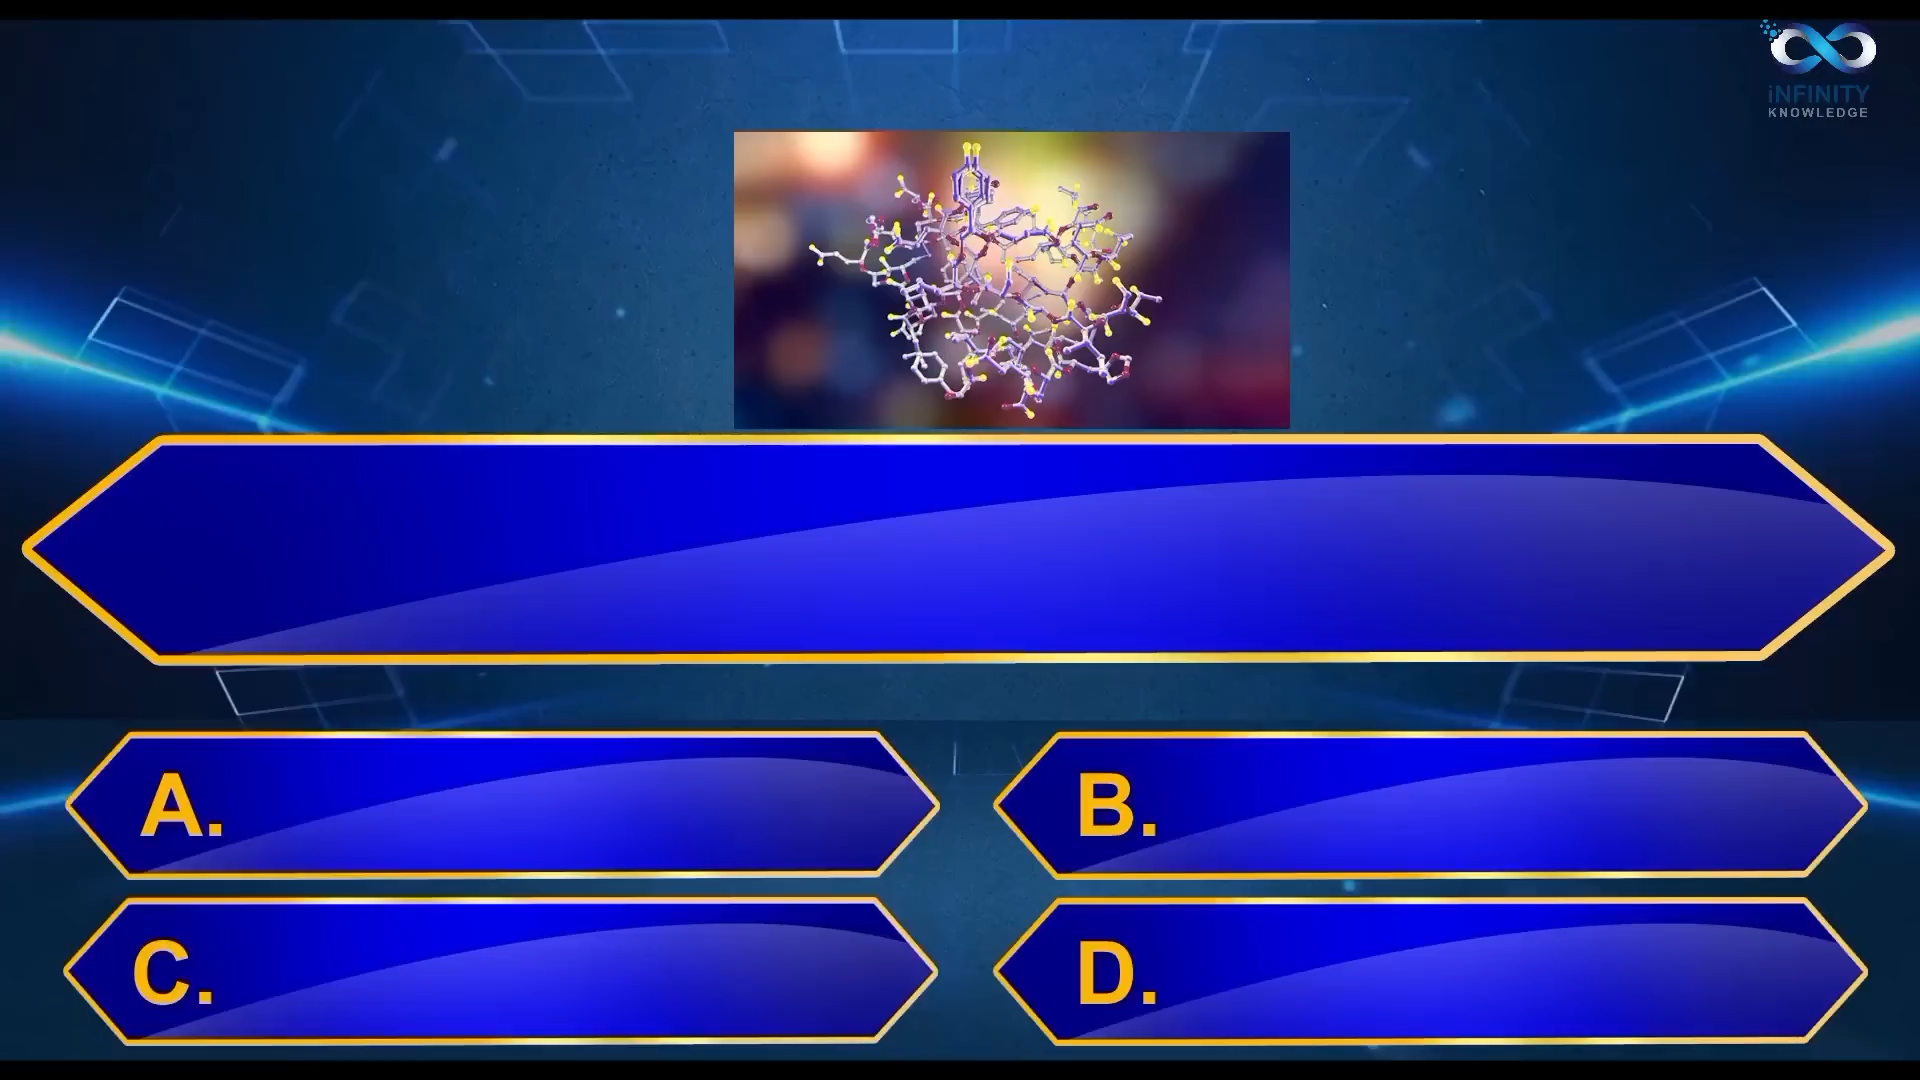 iNFINITY
KNOWLEDGE
A.
B.
C.
D.